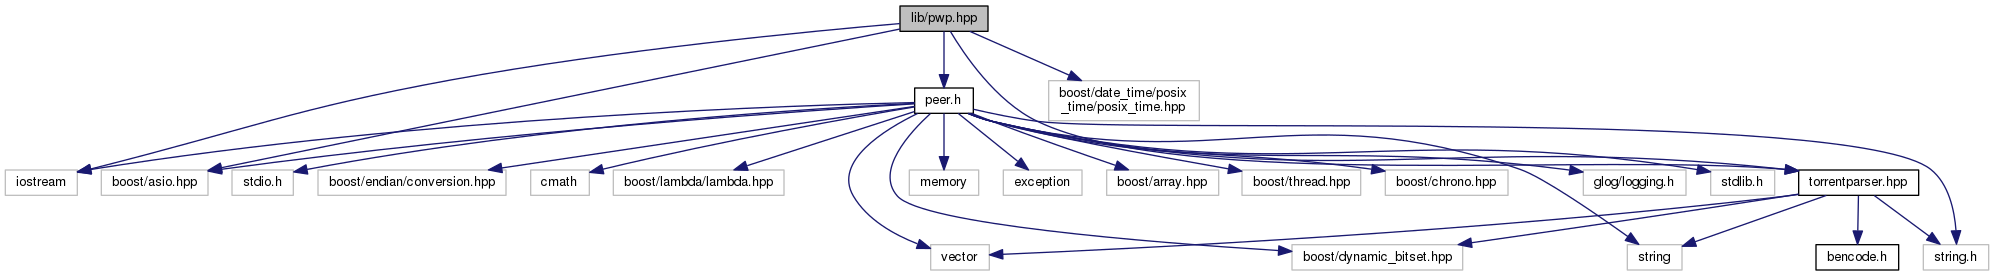 lib/pwp.hpp
boost/date_time/posix
_time/posix_time.hpp
peer.h
iostream
boost/asio.hpp
stdio.h
boost/endian/conversion.hpp
cmath
boost/lambda/lambda.hpp
memory
exception
boost/array.hpp
boost/thread.hpp
boost/chrono.hpp
glog/logging.h
stdlib.h
torrentparser.hpp
vector
boost/dynamic_bitset.hpp
string
bencode.h
string.h